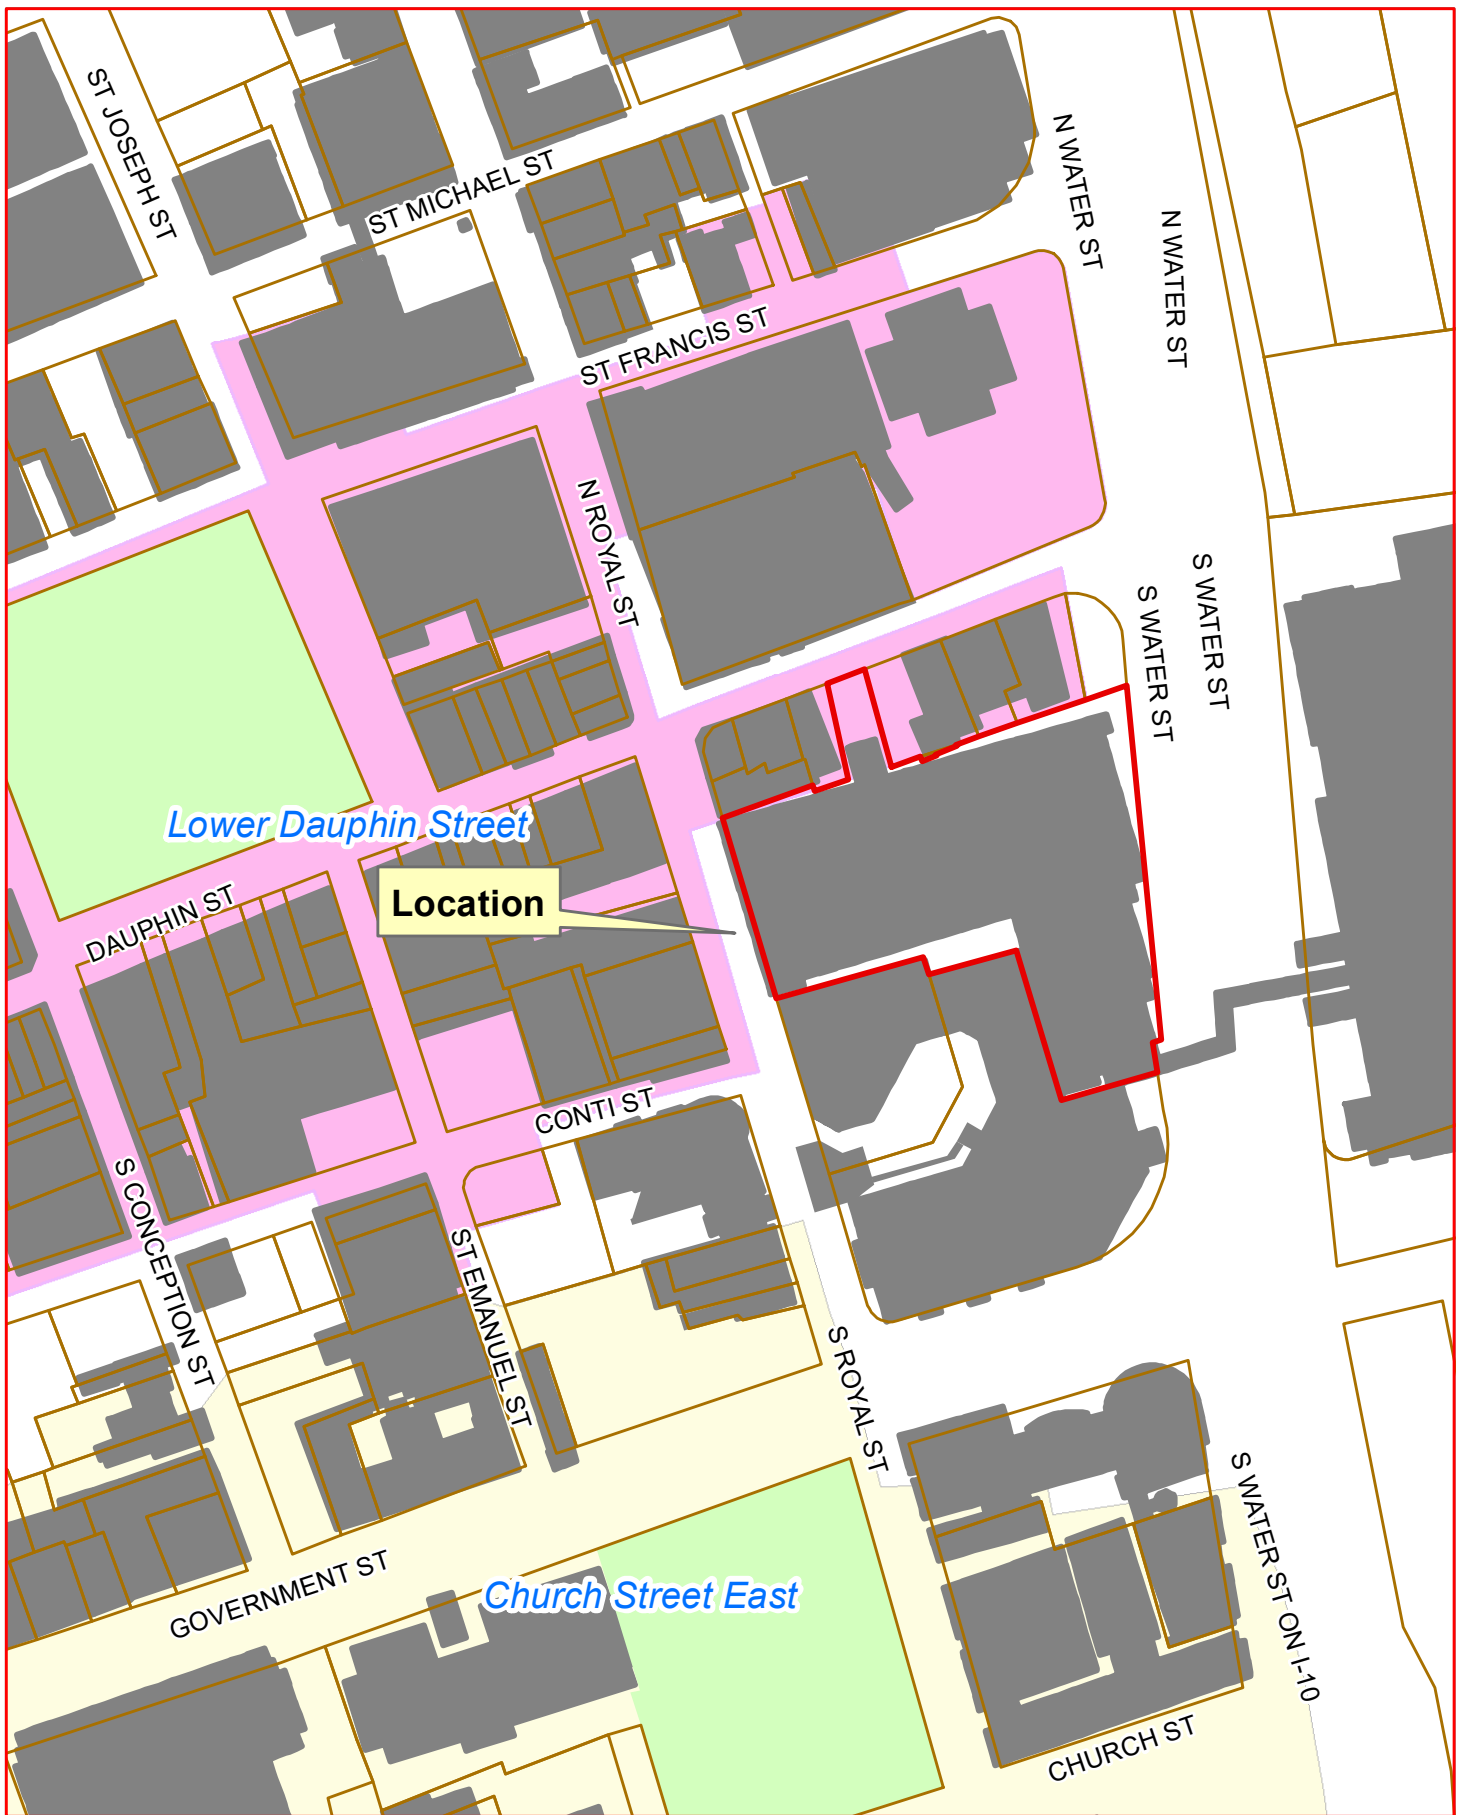 ST JOSEPH ST
ST MICHAEL ST
N WATER ST
N WATER ST
ST FRANCIS ST
N ROYAL ST
S WATER ST
S WATER ST
Lower Dauphin Street
Location
DAUPHIN ST
CONTI ST
S CONCEPTION ST
ST EMANUEL ST
S ROYAL ST
S WATER ST ON I-10
GOVERNMENT ST
Church Street East
CHURCH ST